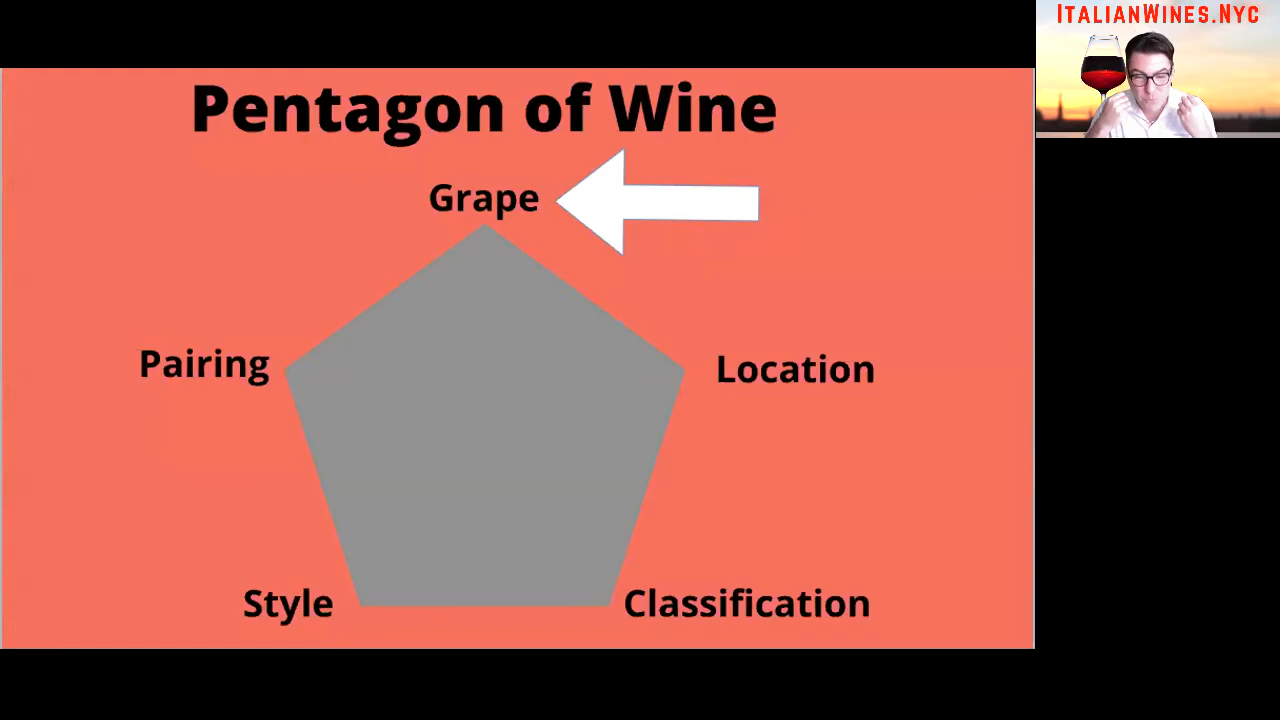 ItalianWines.Nyc
Pentagon of Wine
Grape
Pairing
Location
Style
Classification